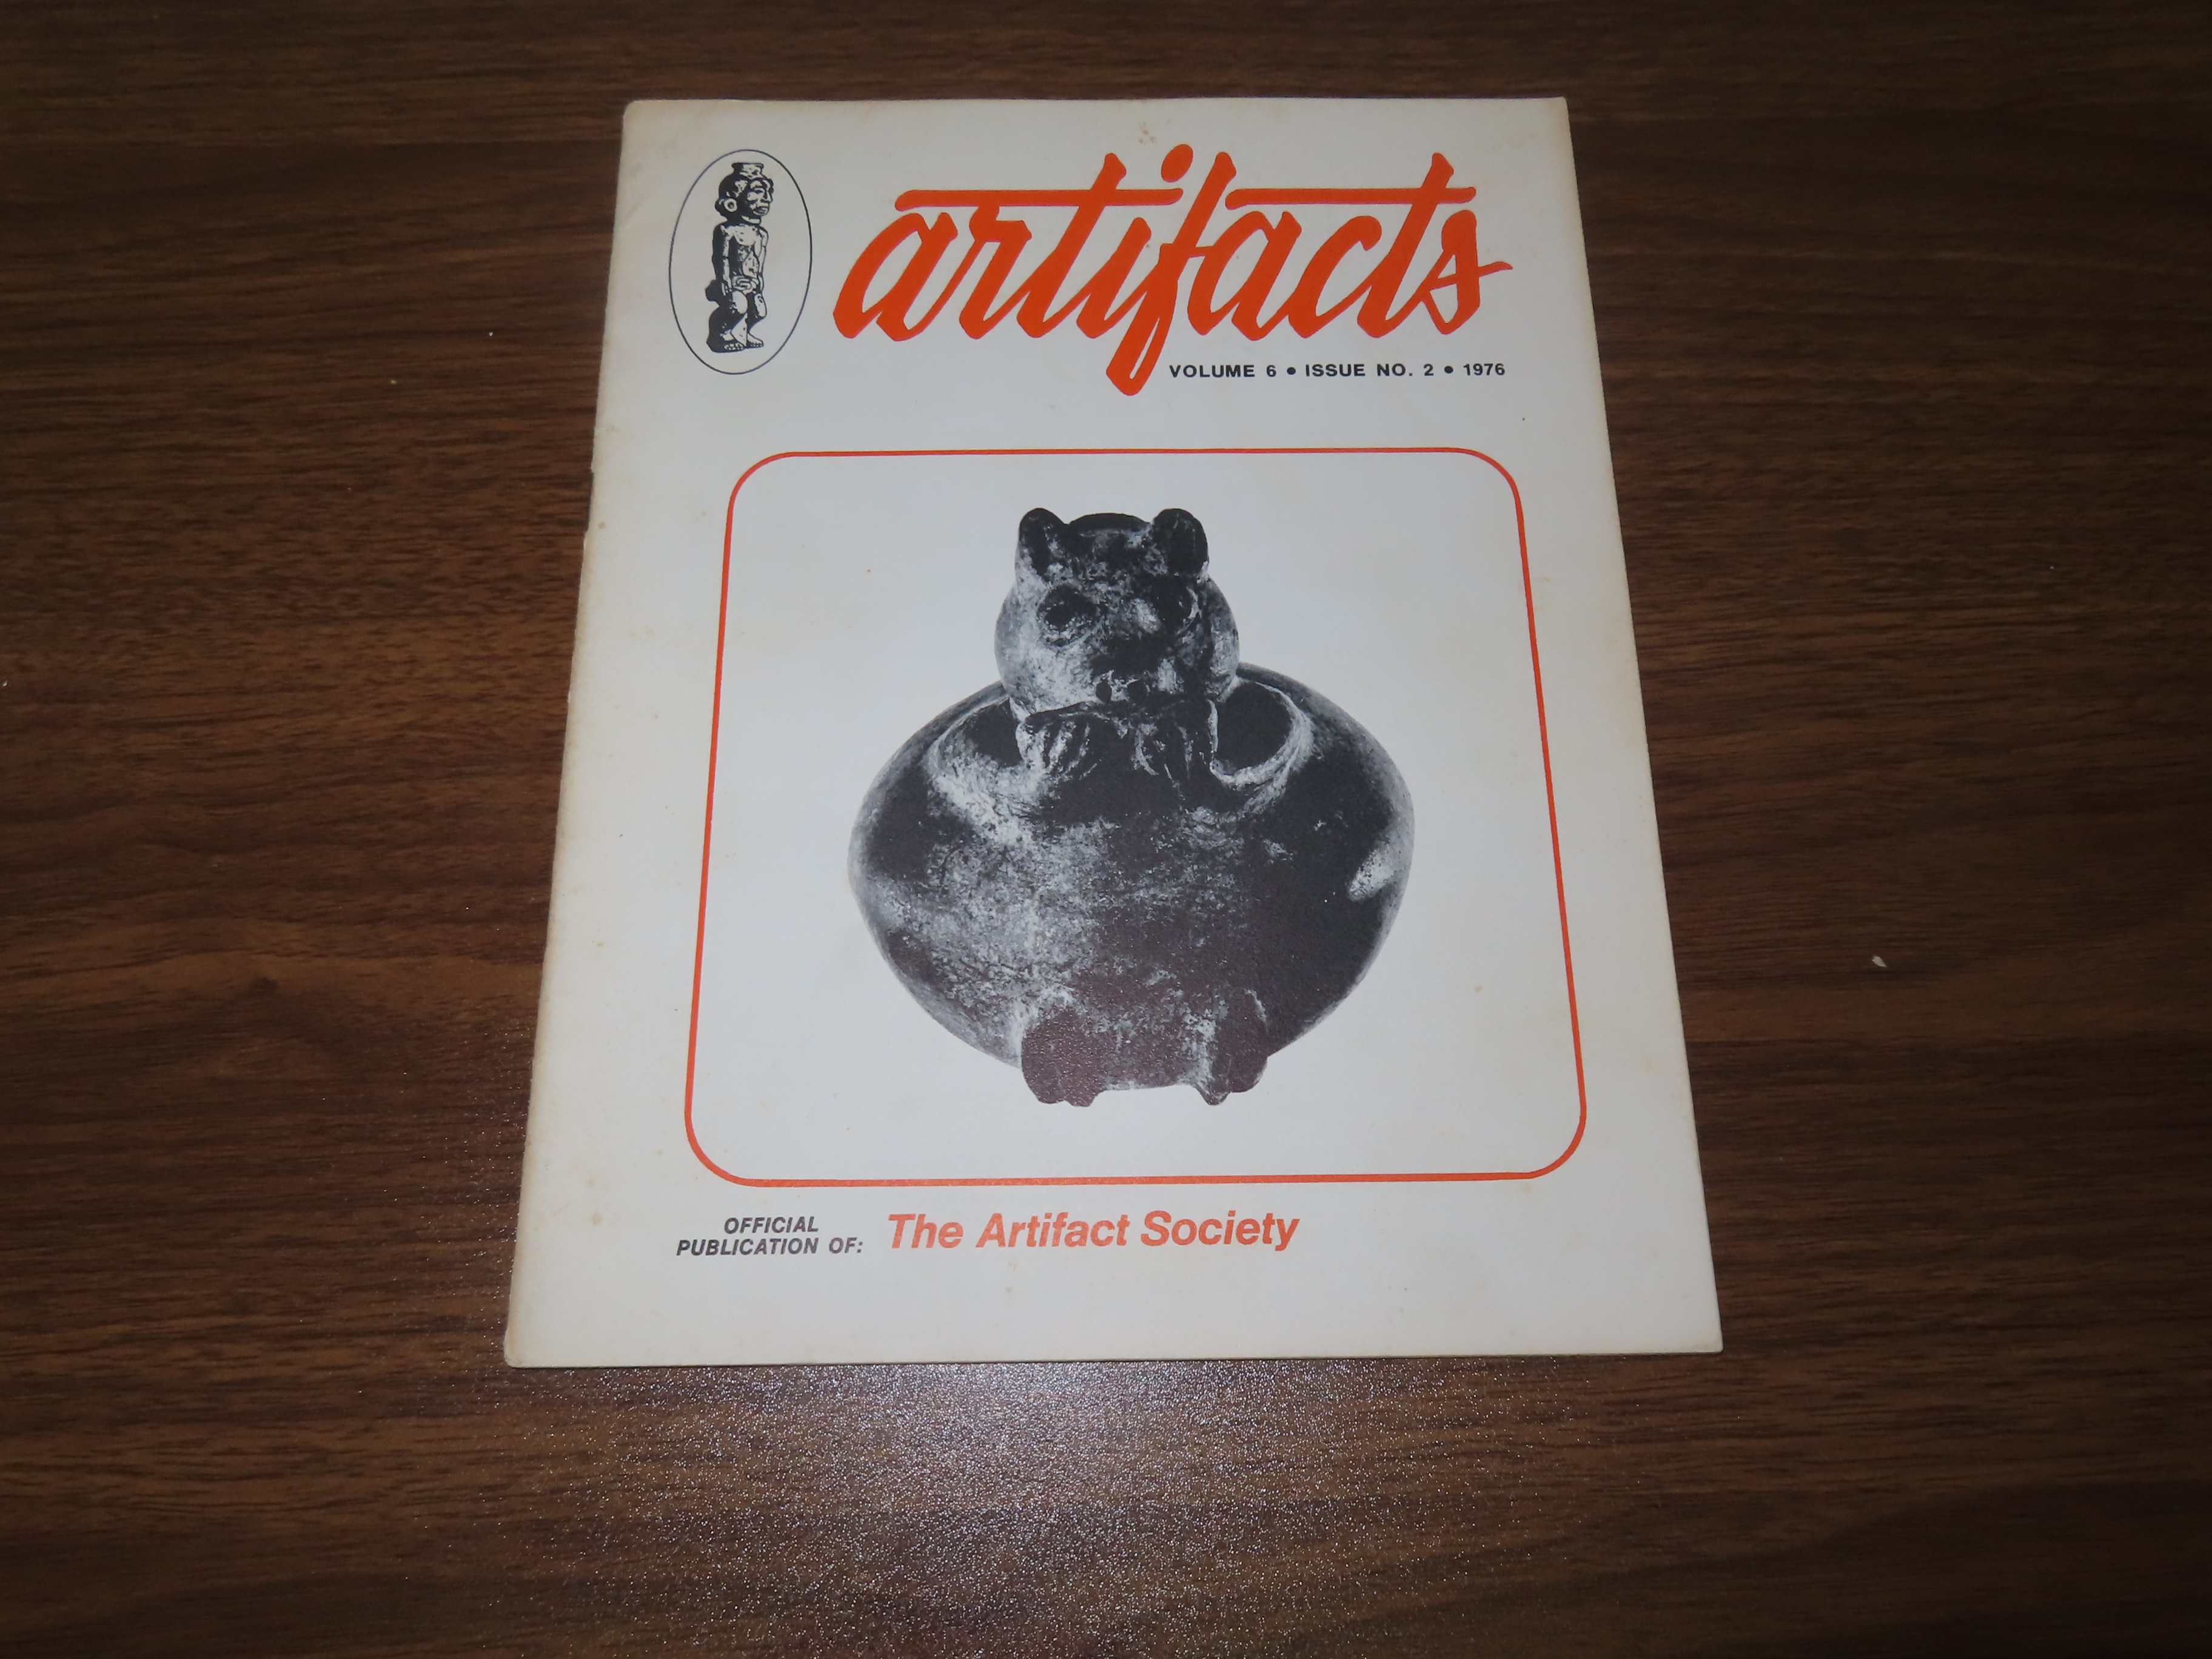 artifacts
VOLUME 6 • ISSUE NO. 2 • 1976
OFFICIAL
PUBLICATION OF:
The Artifact Society